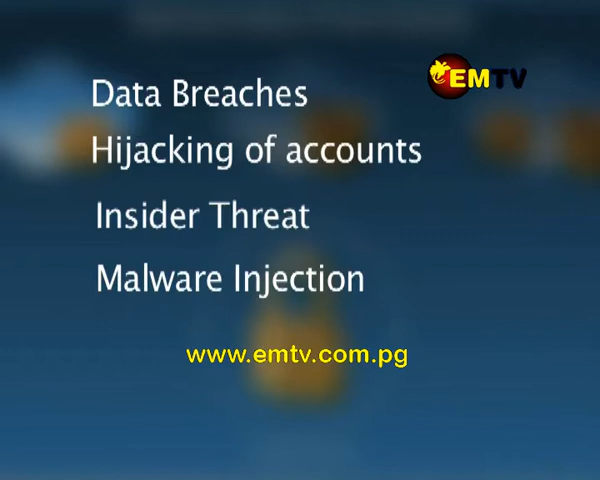 EMTV
Data Breaches
Hijacking of accounts
Insider Threat
Malware Injection
www.emtv.com.pg